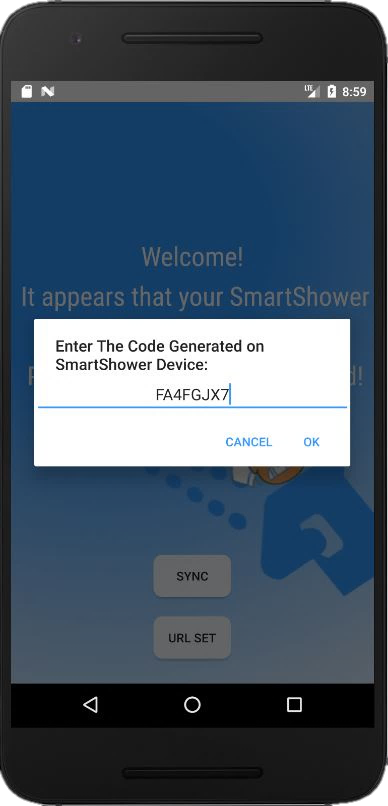 LTE 8:59
Welcome!
It appears that your SmartShower
Enter The Code Generated on
SmartShower Device:
FA4FGJX7
CANCEL OK
SYNC
URL SET